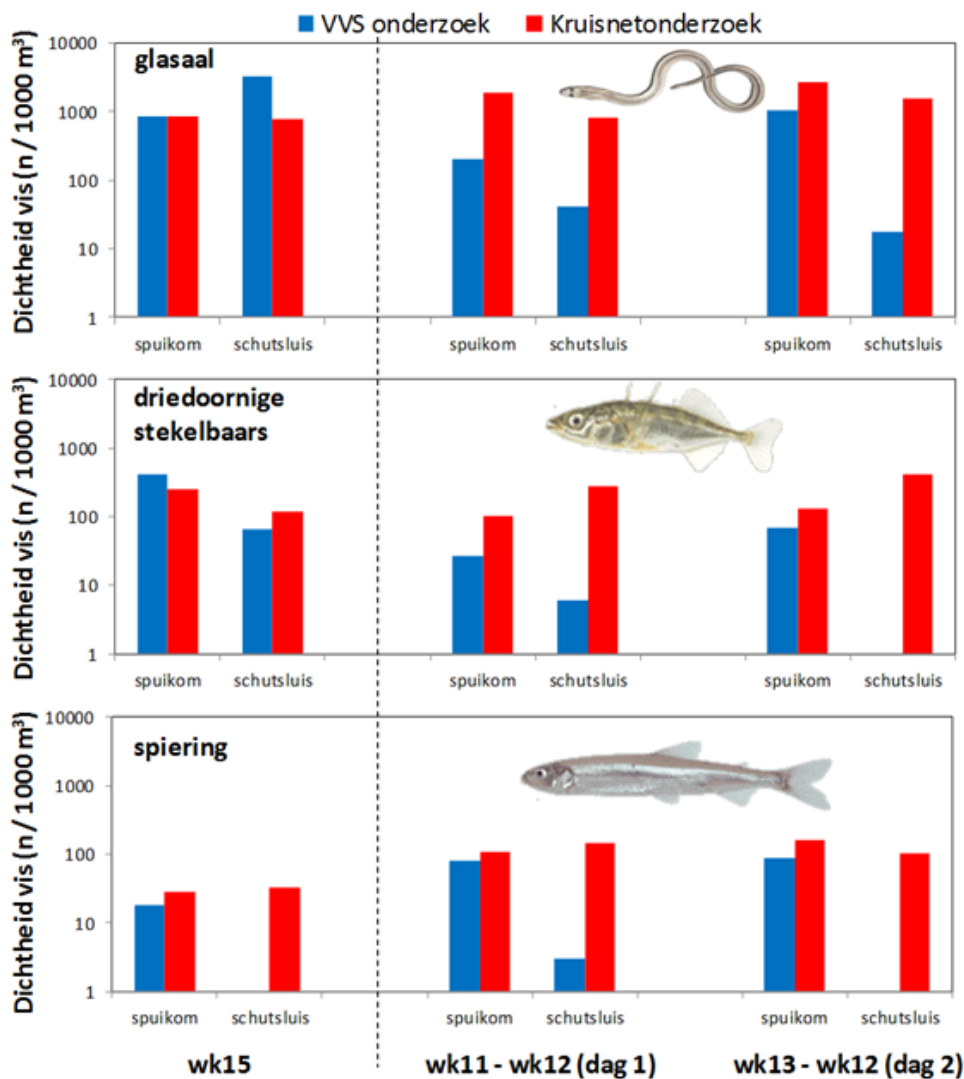 VVS onderzoek Kruisnetonderzoek
glasaal
Dichtheid vis (n / 1000 m³)
10000
1000
100
10
1
spuikom schutsluis spuikom schutsluis spuikom schutsluis
driedoornige
stekelbaars
Dichtheid vis (n / 1000 m³)
10000
1000
100
10
1
spuikom schutsluis spuikom schutsluis spuikom schutsluis
spiering
Dichtheid vis (n / 1000 m³)
10000
1000
100
10
1
spuikom schutsluis spuikom schutsluis spuikom schutsluis
wk15 wk11 - wk12 (dag 1) wk13 - wk12 (dag 2)